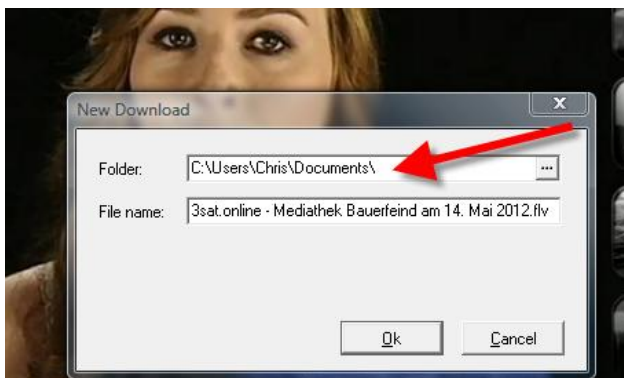 New Download
Folder: C:\Users\Chris\Documents\ ...
File name: 3sat.online - Mediathek Bauerfeind am 14. Mai 2012.flv
Ok Cancel